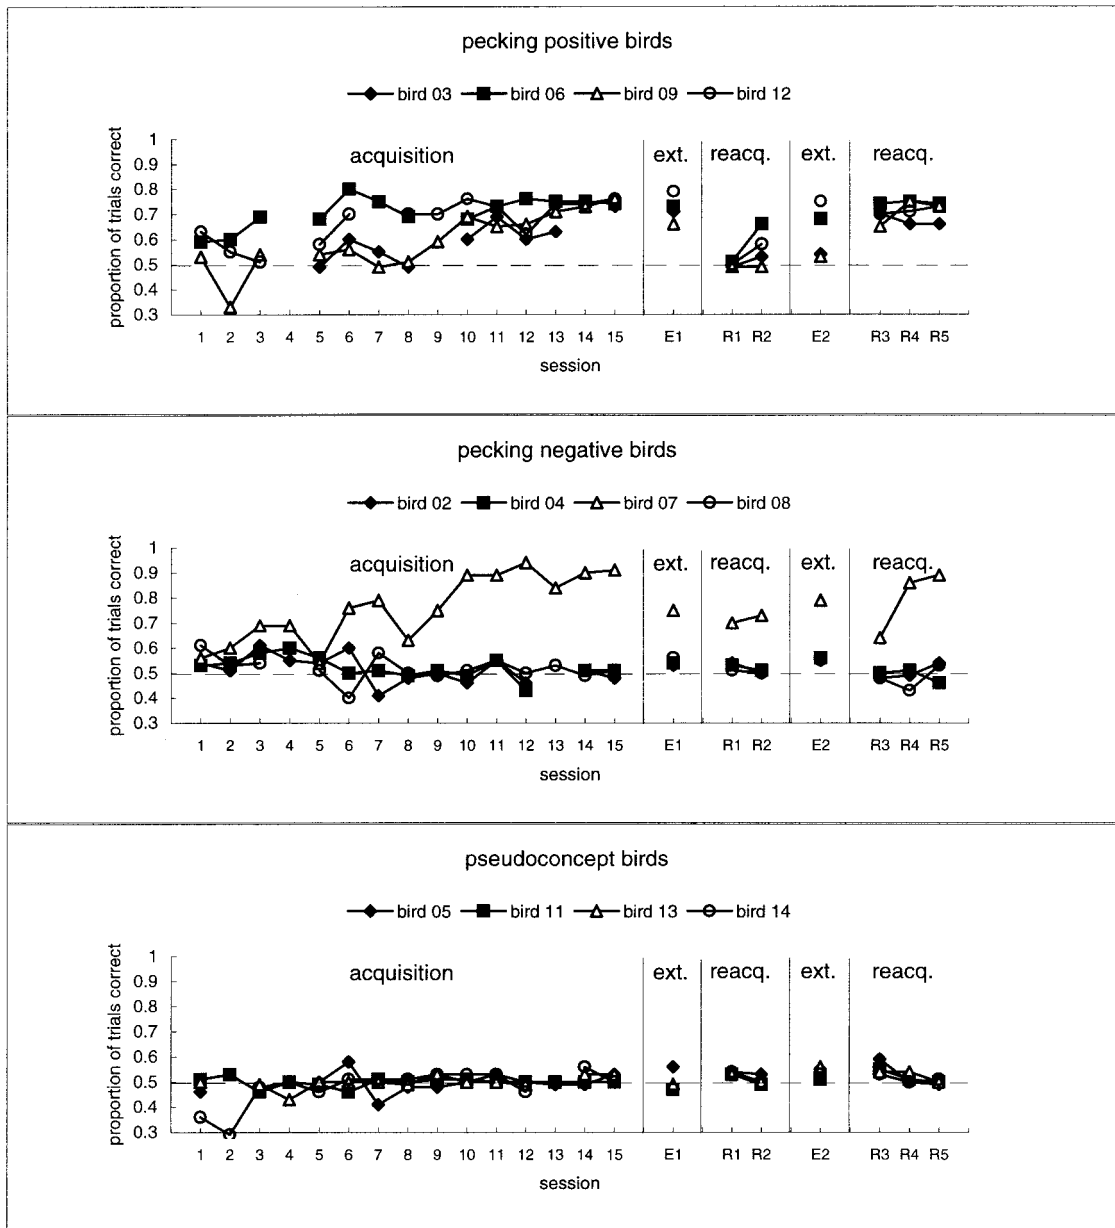 pecking positive birds
bird 03 bird 06 bird 09 bird 12
proportion of trials correct
1
0.9
0.8
0.7
0.6
0.5
0.4
0.3
acquisition ext. reacq. ext. reacq.
1 2 3 5 6 7 8 9 10 11 12 13 14 15 E1 R1 R2 E2 R3 R4 R5
session
pecking negative birds
bird 02 bird 04 bird 07 bird 08
proportion of trials correct
1
0.9
0.8
0.7
0.6
0.5
0.4
0.3
acquisition ext. reacq. ext. reacq.
1 2 3 4 5 6 7 8 9 10 11 12 13 14 15 E1 R1 R2 E2 R3 R4 R5
session
pseudoconcept birds
bird 05 bird 11 bird 13 bird 14
proportion of trials correct
1
0.9
0.8
0.7
0.6
0.5
0.4
0.3
acquisition ext. reacq. ext. reacq.
1 2 3 4 5 6 7 8 9 10 11 12 13 14 15 E1 R1 R2 E2 R3 R4 R5
session